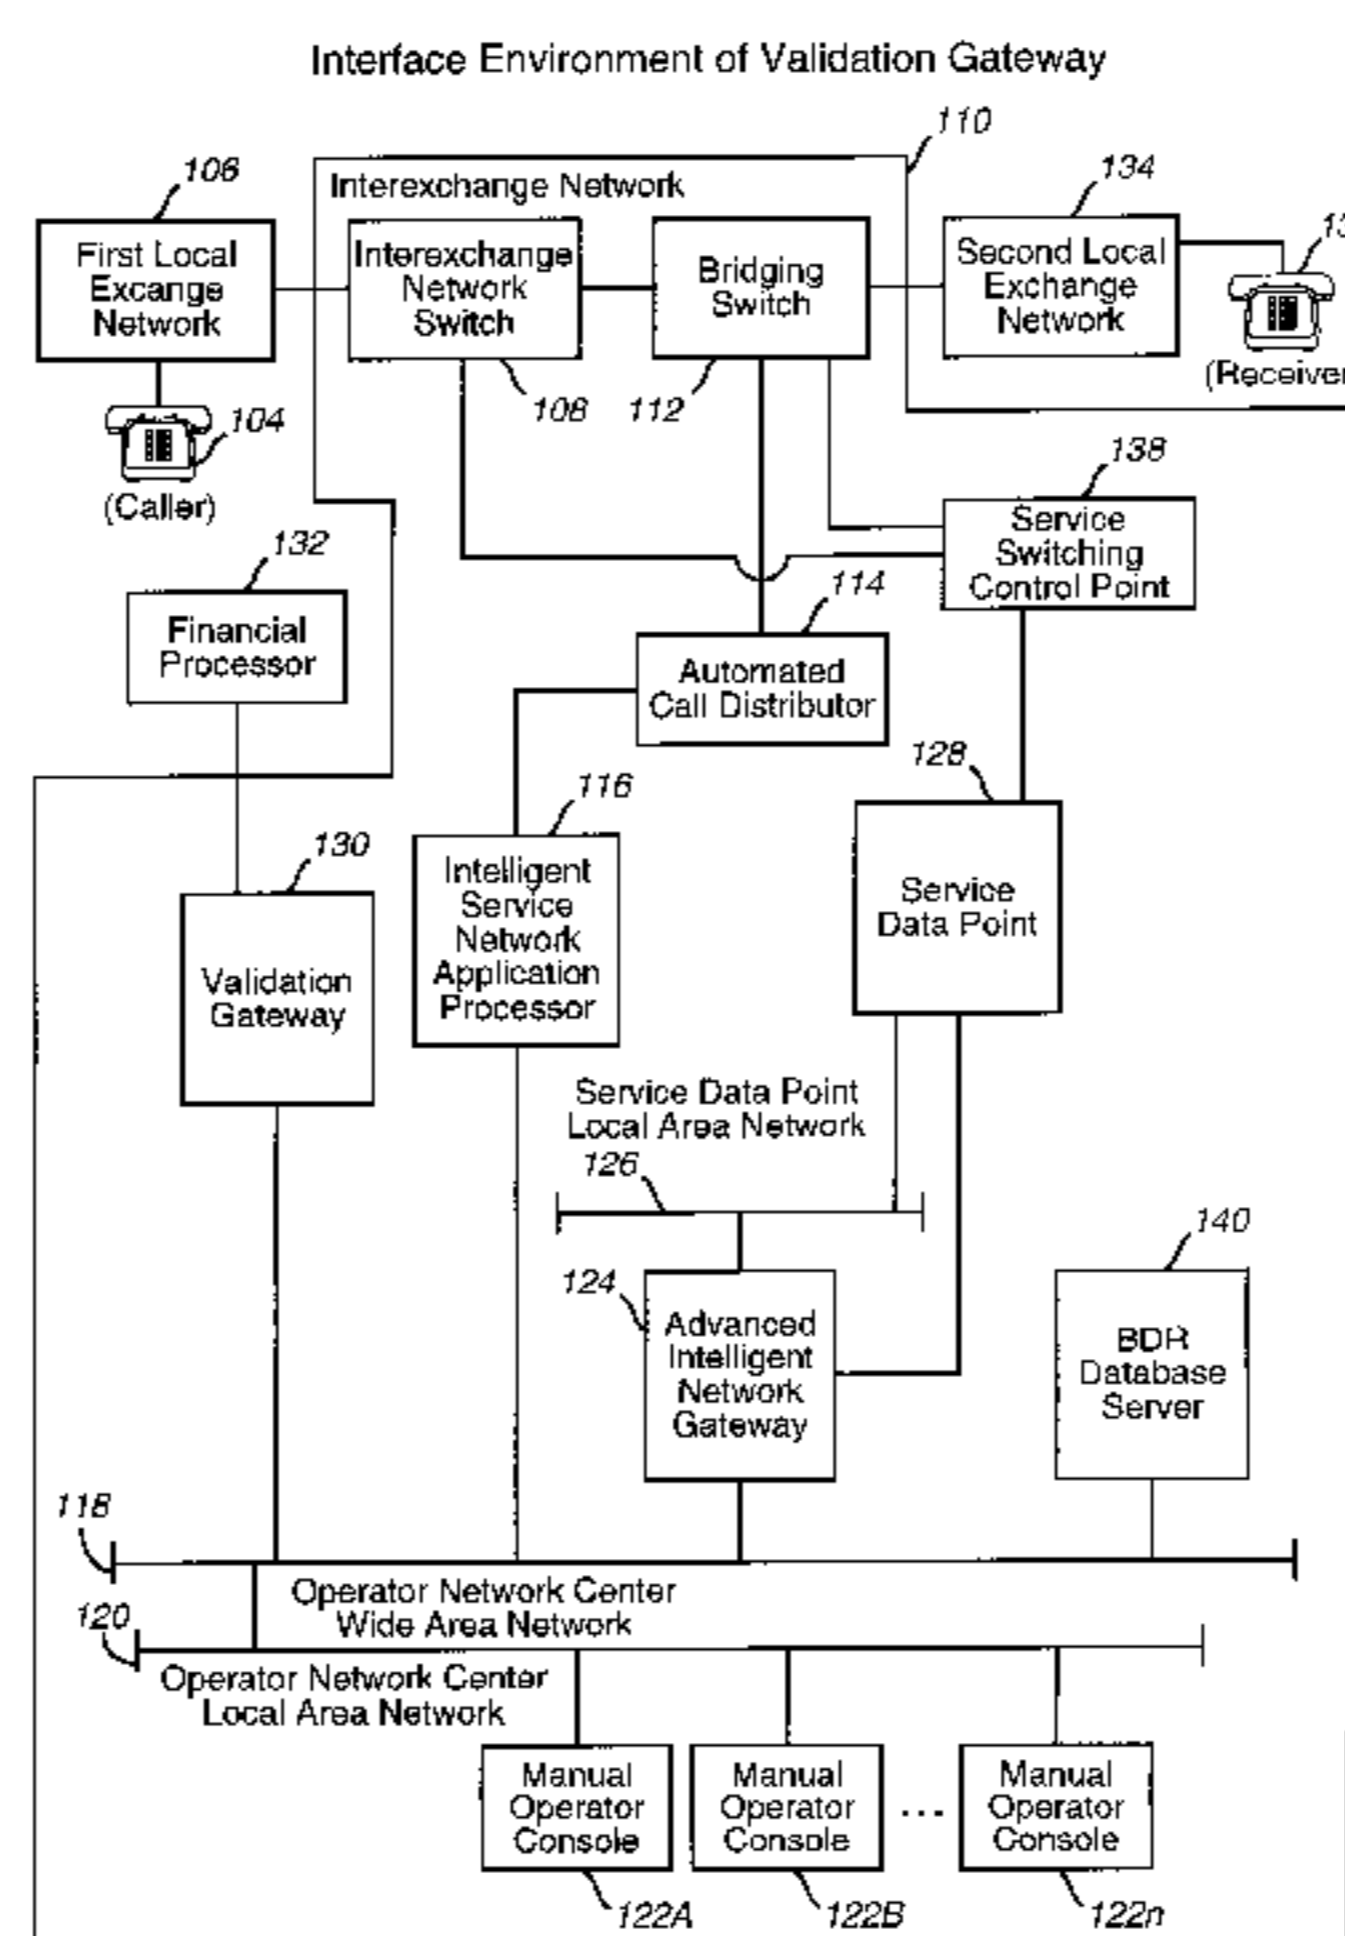 Interface Environment of Validation Gateway
110
106
134
Interexchange Network
First Local
Excange
Network
Interexchange
Network
Switch
Bridging
Switch
Second Local
Exchange
Network
104
(Caller)
108
112
138
132
Service
Switching
Control Point
Financial
Processor
114
Automated
Call Distributor
128
116
130
Intelligent
Service
Network
Application
Processor
Service
Data Point
Validation
Gateway
Service Data Point
Local Area Network
126
140
124
Advanced
Intelligent
Network
Gateway
BDR
Database
Server
118
Operator Network Center
Wide Area Network
120
Operator Network Center
Local Area Network
Manual
Operator
Console
Manual
Operator
Console
...
Manual
Operator
Console
122A
122B
122n